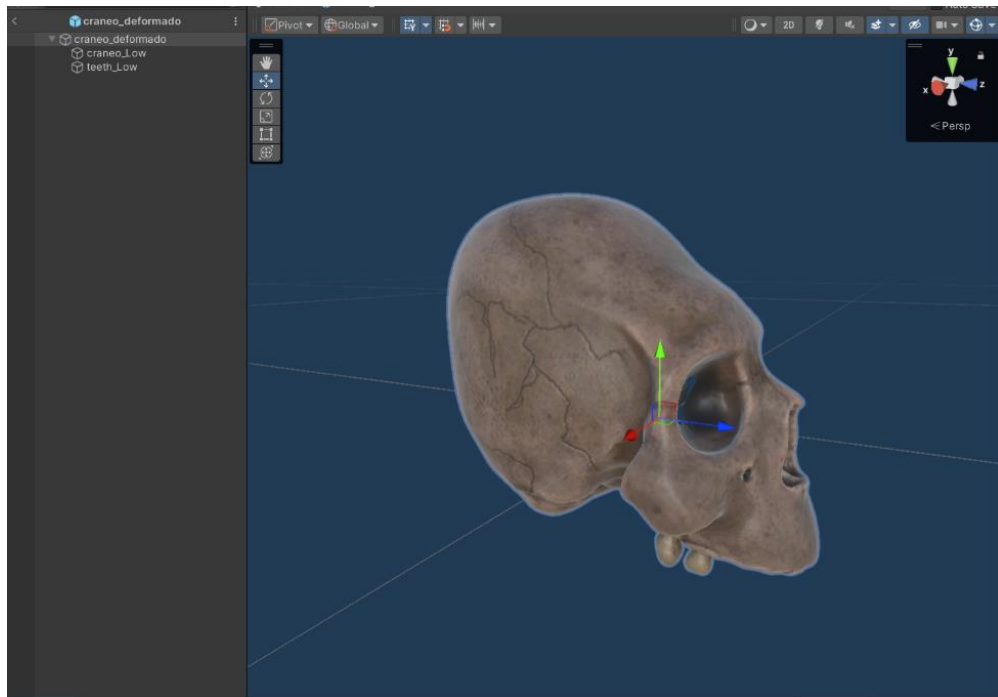 craneo_deformado
Pivot Global 2D
craneo_deformado
craneo_Low
teeth_Low
y
x z
Persp